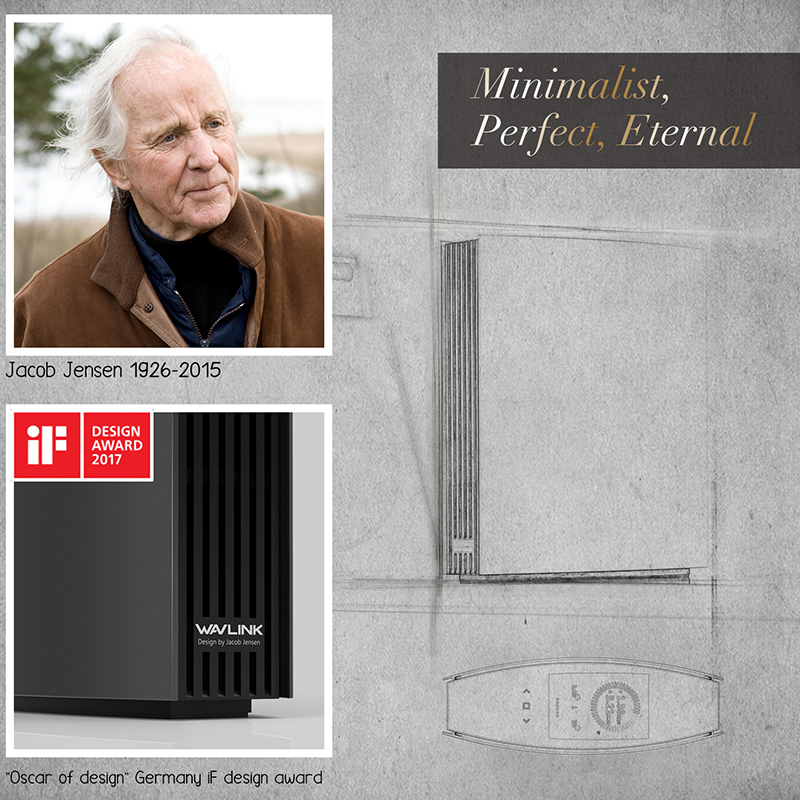 Minimalist,
Perfect, Eternal
Jacob Jensen 1926-2015
iF
DESIGN
AWARD
2017
WAVLINK
Design by Jacob Jensen
"Oscar of design" Germany iF design award